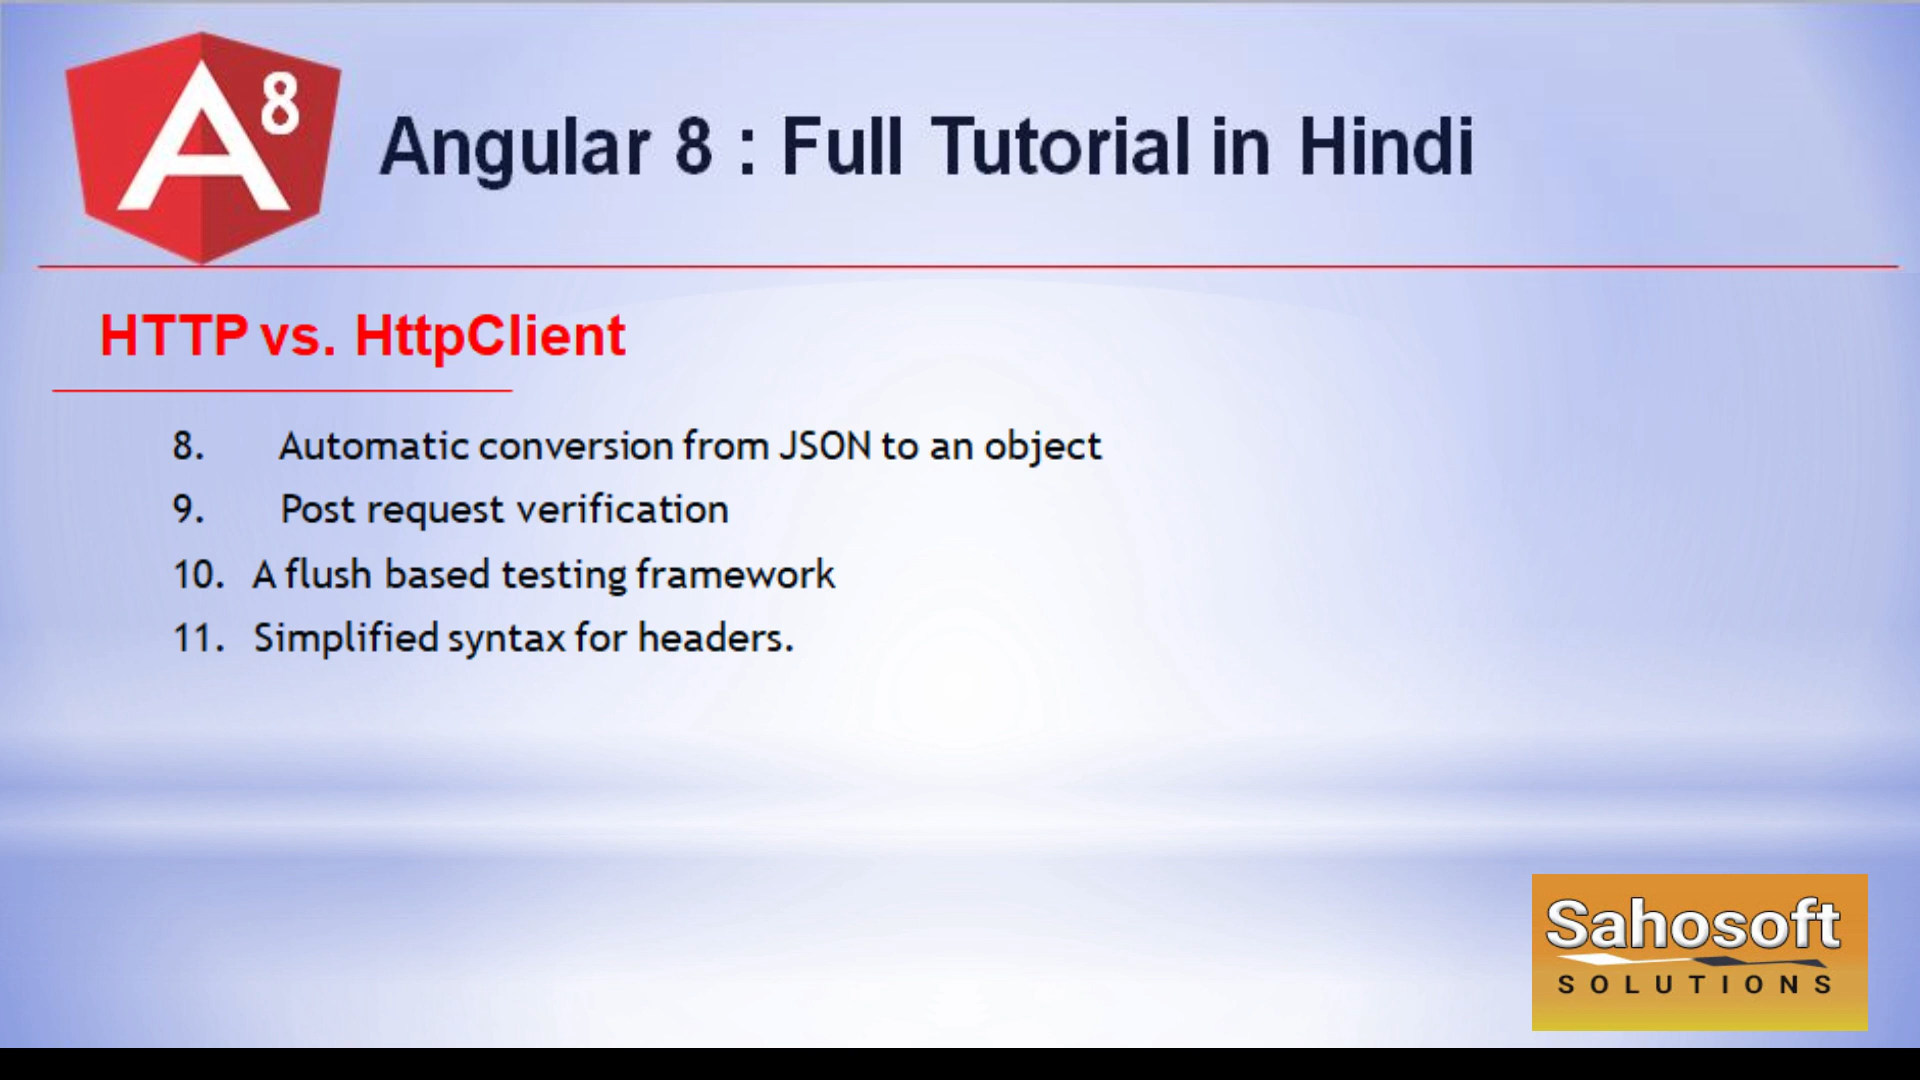 A 8
Angular 8 : Full Tutorial in Hindi
HTTP vs. HttpClient
8. Automatic conversion from JSON to an object
9. Post request verification
10. A flush based testing framework
11. Simplified syntax for headers.
Sahosoft
SOLUTIONS